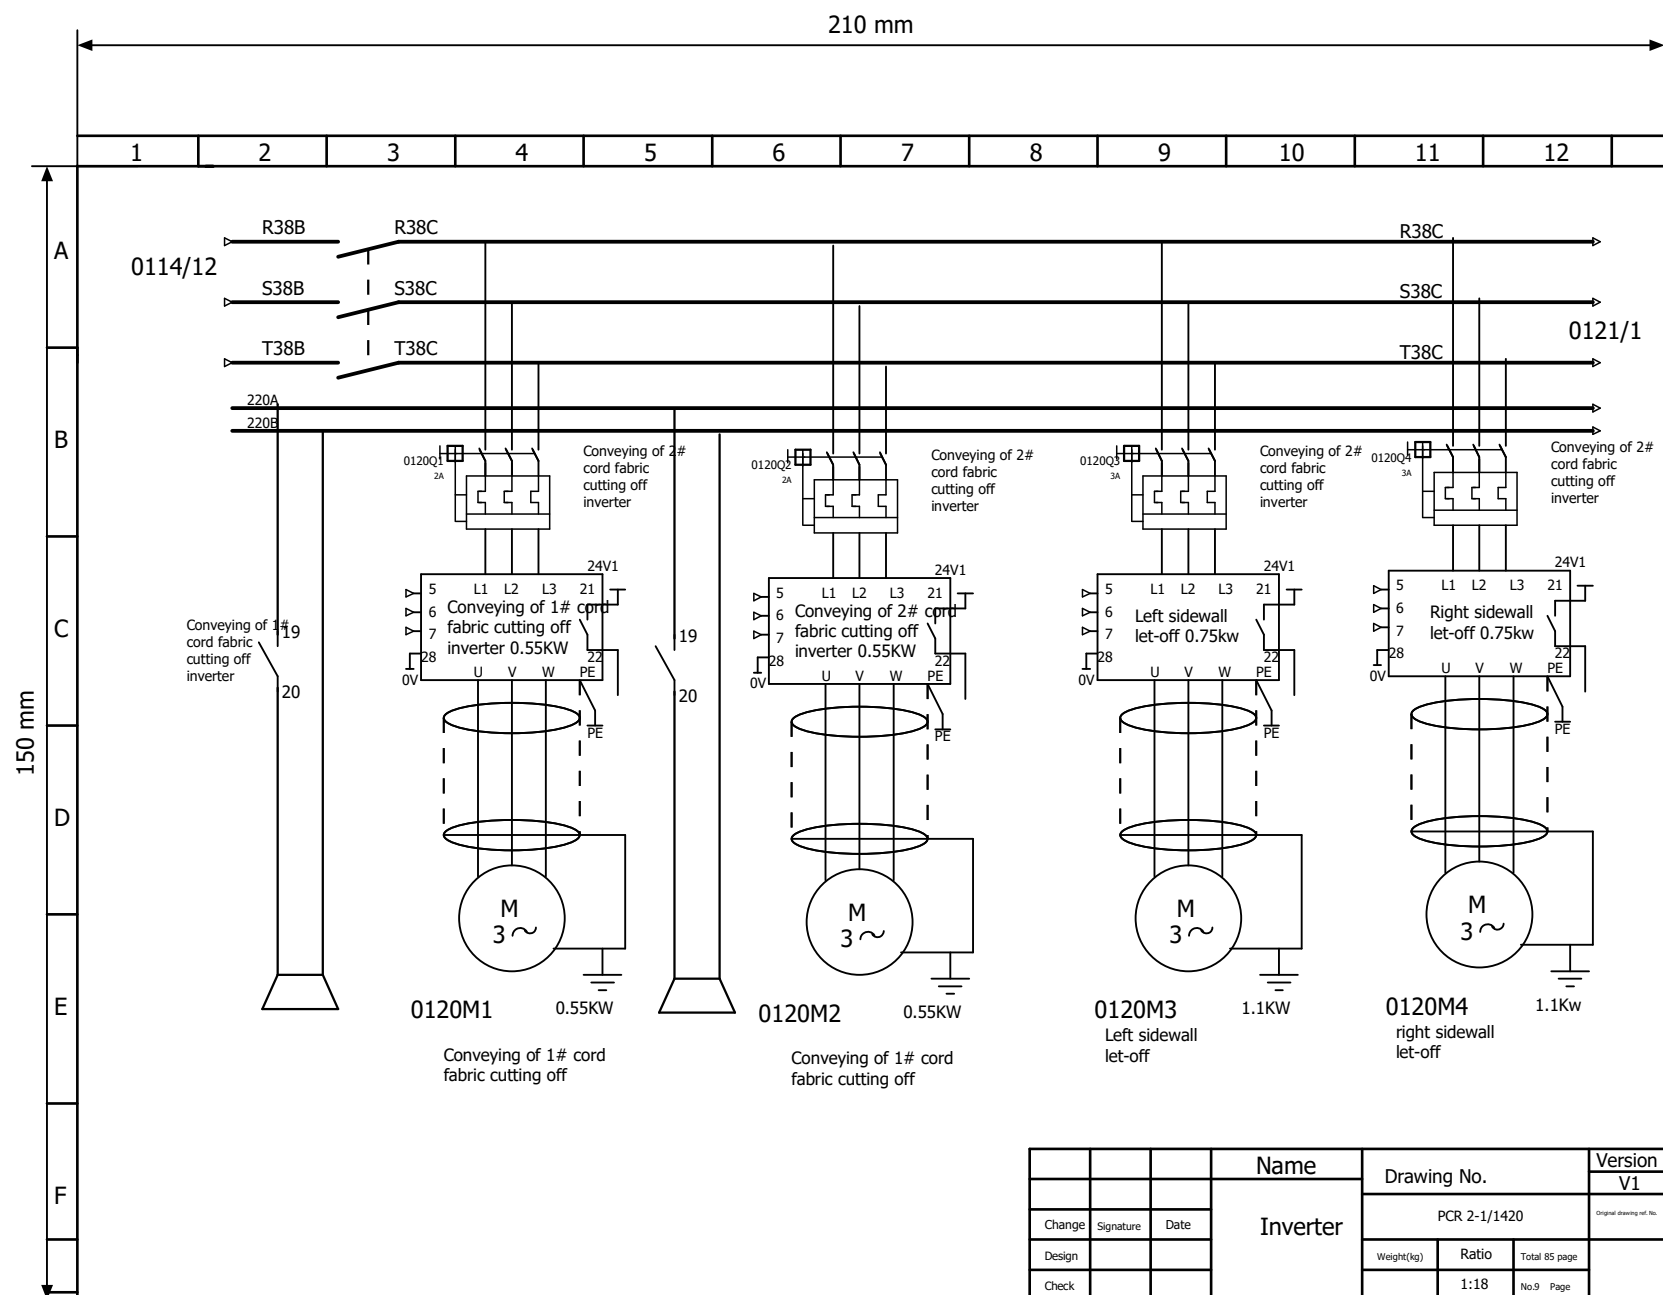 210 mm
1 2 3 4 5 6 7 8 9 10 11 12
A
B
C
D
E
F
150 mm
R38B R38C R38C
0114/12
S38B S38C S38C
0121/1
T38B T38C T38C
220A
220B
0120Q1
2A
Conveying of 2#
cord fabric
cutting off
inverter
0120Q2
2A
Conveying of 2#
cord fabric
cutting off
inverter
0120Q3
3A
Conveying of 2#
cord fabric
cutting off
inverter
0120Q4
3A
Conveying of 2#
cord fabric
cutting off
inverter
Conveying of 1#
cord fabric
cutting off
inverter
19
20
24V1
5 L1 L2 L3 21
6
7
28
0V
Conveying of 1# cord
fabric cutting off
inverter 0.55KW
22
U V W PE
PE
19
20
24V1
5 L1 L2 L3 21
6
7
28
0V
Conveying of 2# cord
fabric cutting off
inverter 0.55KW
22
U V W PE
PE
24V1
5 L1 L2 L3 21
6
7
28
0V
Left sidewall
let-off 0.75kw
22
U V W PE
PE
24V1
5 L1 L2 L3 21
6
7
28
0V
Right sidewall
let-off 0.75kw
22
U V W PE
PE
M
3
M
3
M
3
M
3
0120M1 0.55KW
Conveying of 1# cord
fabric cutting off
0120M2 0.55KW
Conveying of 1# cord
fabric cutting off
0120M3 1.1KW
Left sidewall
let-off
0120M4 1.1Kw
right sidewall
let-off
Name
Drawing No.
Version
V1
Change Signature Date
Inverter
PCR 2-1/1420
Original drawing ref. No.
Design
Weight(kg) Ratio Total 85 page
Check
1:18 No.9 Page